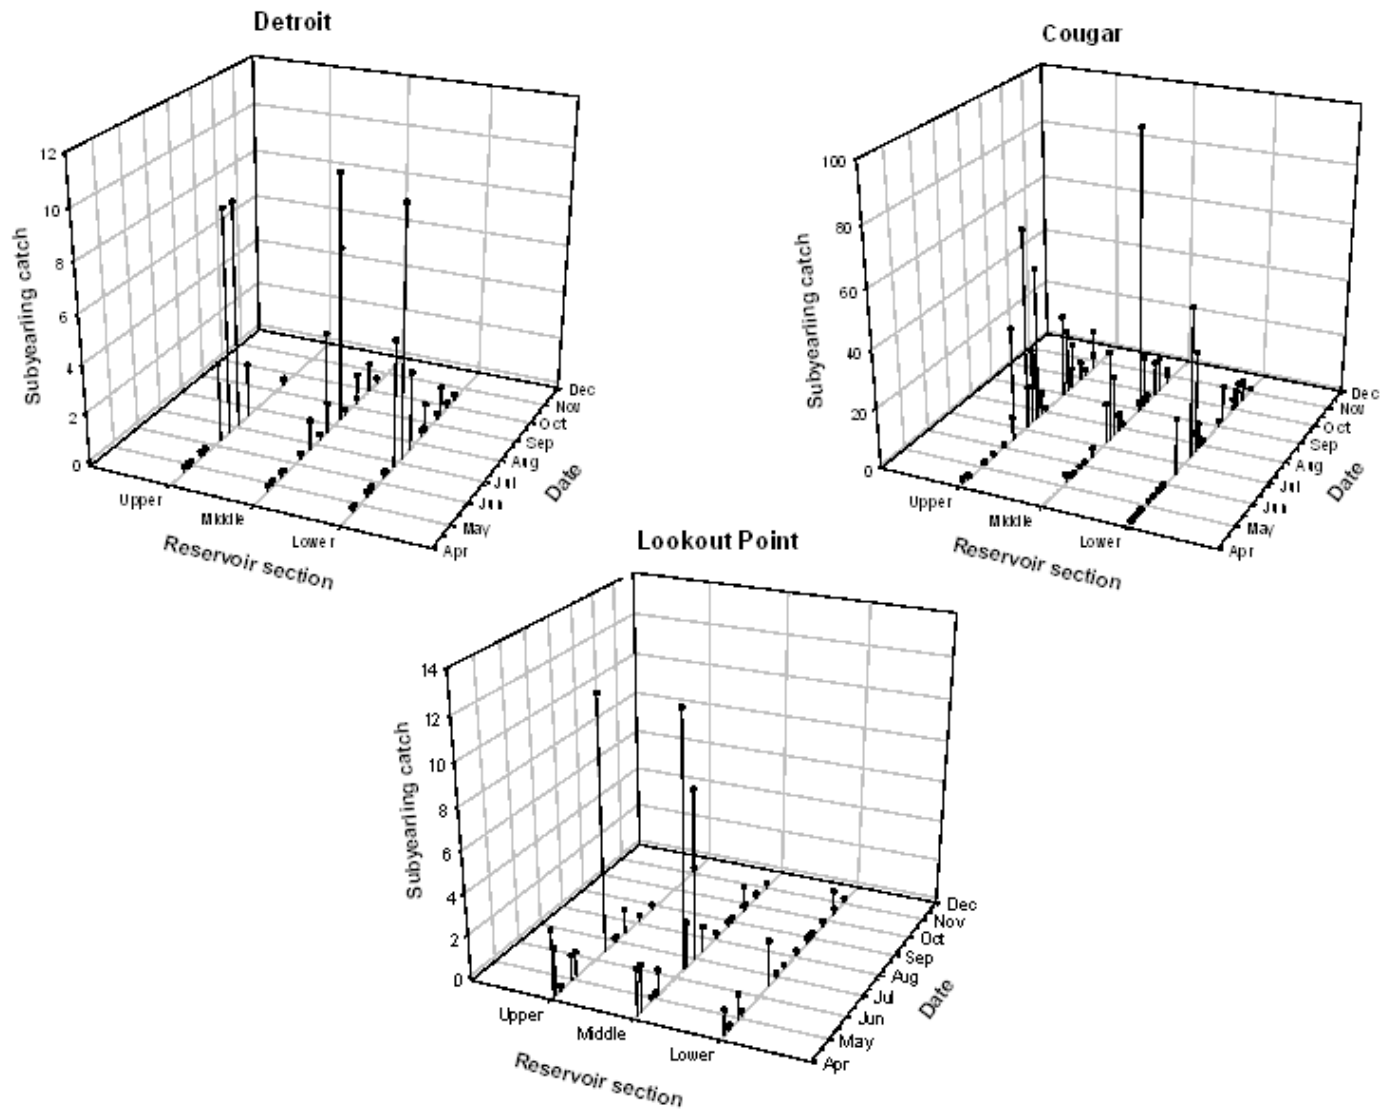 Detroit
12
10
8
6
4
2
0
Subyearling catch
Upper
Middle
Lower
Reservoir section
Apr
May
Jun
Jul
Aug
Sep
Oct
Nov
Dec
Date
Cougar
100
80
60
40
20
0
Subyearling catch
Upper
Middle
Lower
Reservoir section
Apr
May
Jun
Jul
Aug
Sep
Oct
Nov
Dec
Date
Lookout Point
14
12
10
8
6
4
2
0
Subyearling catch
Upper
Middle
Lower
Reservoir section
Apr
May
Jun
Jul
Aug
Sep
Oct
Nov
Dec
Date